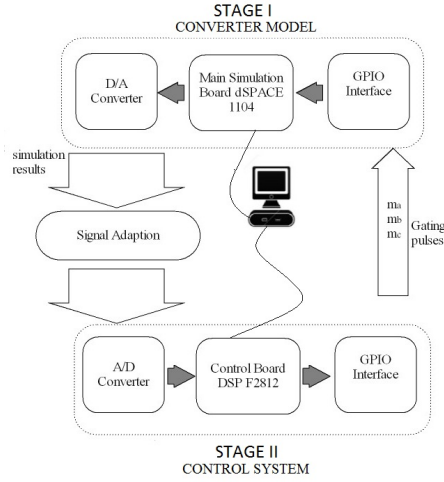 STAGE I
CONVERTER MODEL
D/A
Converter
Main Simulation
Board dSPACE
1104
GPIO
Interface
simulation
results
Signal Adaption
ma
mb
mc
Gating
pulses
A/D
Converter
Control Board
DSP F2812
GPIO
Interface
STAGE II
CONTROL SYSTEM